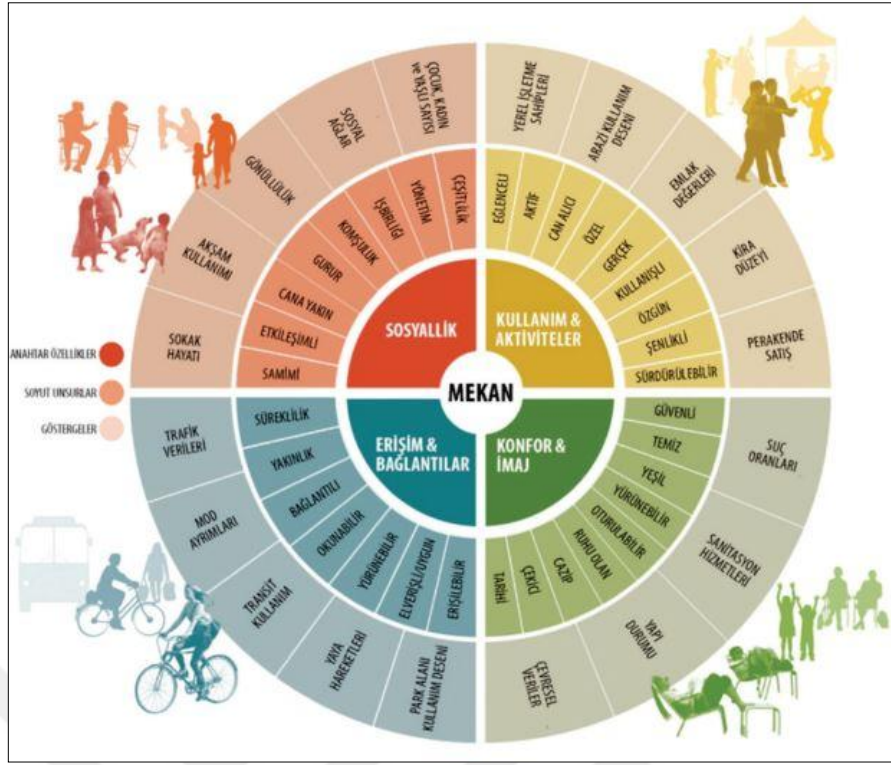 ÇOCUK, KADIN
ve YAŞLI SAYISI
SOSYAL
AĞLAR
GÖNÜLLÜLÜK
AKŞAM
KULLANIMI
SOKAK
HAYATI
ÇEŞİTLİLİK
YÖNETİM
İŞBİRLİĞİ
KOMŞULUK
GURUR
CANA YAKIN
ETKİLEŞİMLİ
SAMİMİ
SOSYALLİK
YEREL İŞLETME
SAHİPLERİ
ARAZİ KULLANIM
DESENİ
EMLAK
DEĞERLERİ
KİRA
DÜZEYİ
PERAKENDE
SATIŞ
EĞLENCELİ
AKTİF
CAN ALICI
ÖZEL
GERÇEK
KULLANIŞLI
ÖZGÜN
ŞENLİKLİ
SÜRDÜRÜLEBİLİR
KULLANIM &
AKTİVİTELER
MEKAN
ANAHTAR ÖZELLİKLER
SOYUT UNSURLAR
GÖSTERGELER
ERİŞİM &
BAĞLANTILAR
SÜREKLİLİK
YAKINLIK
BAĞLANTILI
OKUNABİLİR
YÜRÜNEBİLİR
ELVERİŞLİ/UYGUN
ERİŞİLEBİLİR
TRAFİK
VERİLERİ
MOD
AYRIMLARI
TRANSİT
KULLANIM
YAYA
HAREKETLERİ
PARK ALANI
KULLANIM DESENİ
KONFOR &
İMAJ
GÜVENLİ
TEMİZ
YEŞİL
YÜRÜNEBİLİR
OTURULABİLİR
RUHU OLAN
CAZİP
ÇEKİCİ
TARİHİ
SUÇ
ORANLARI
SANİTASYON
HİZMETLERİ
YAPI
DURUMU
ÇEVRESEL
VERİLER